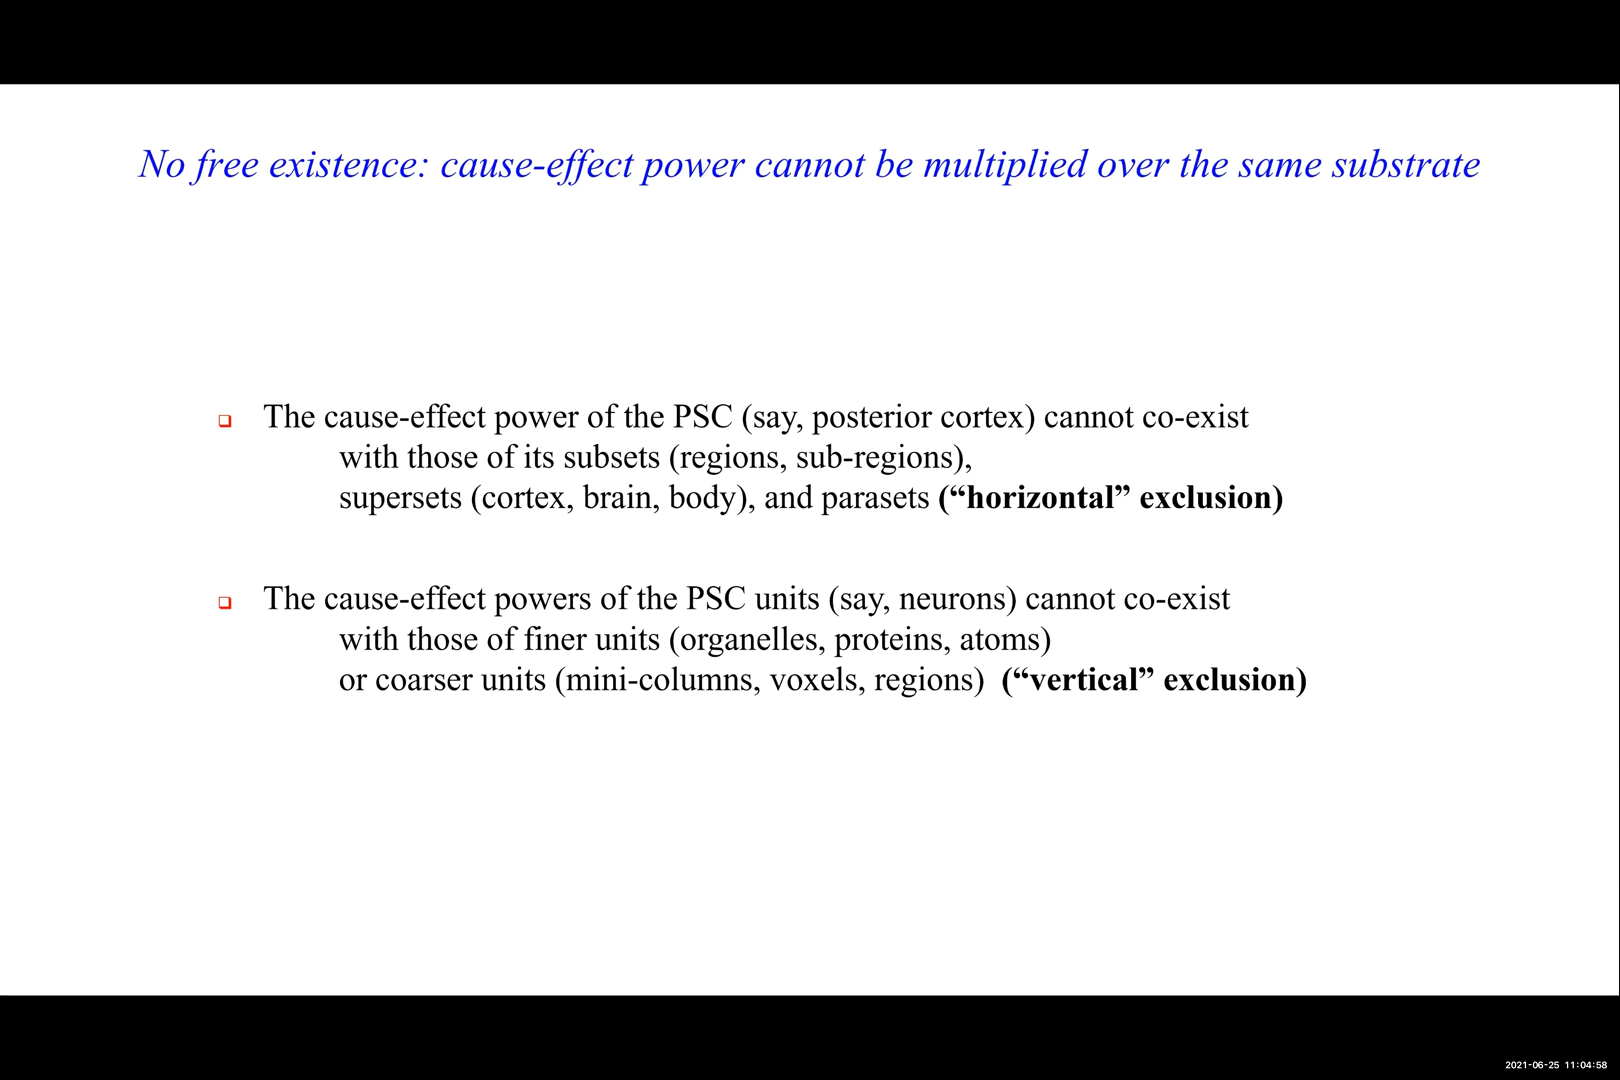 No free existence: cause-effect power cannot be multiplied over the same substrate
❑ The cause-effect power of the PSC (say, posterior cortex) cannot co-exist
with those of its subsets (regions, sub-regions),
supersets (cortex, brain, body), and parasets (“horizontal” exclusion)
❑ The cause-effect powers of the PSC units (say, neurons) cannot co-exist
with those of finer units (organelles, proteins, atoms)
or coarser units (mini-columns, voxels, regions) (“vertical” exclusion)
2021-06-25 11:04:58